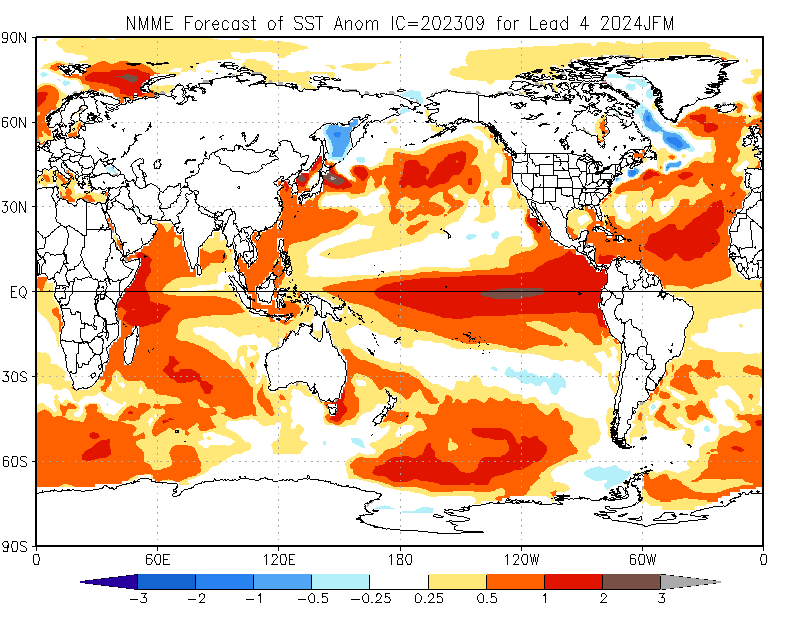 NMME Forecast of SST Anom IC=202309 for Lead 4 2024JFM
90N
60N
30N
EQ
30S
60S
90S
0 60E 120E 180 120W 60W 0
-3 -2 -1 -0.5 -0.25 0.25 0.5 1 2 3